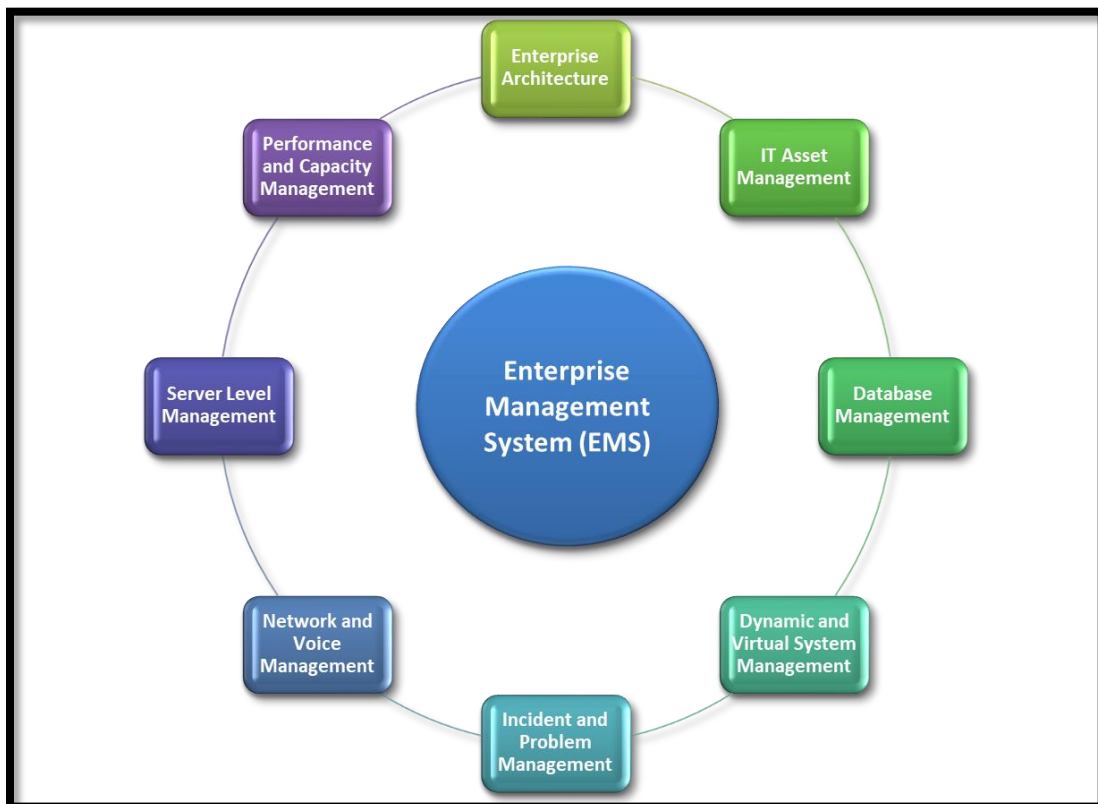 Enterprise
Architecture
IT Asset
Management
Database
Management
Dynamic and
Virtual System
Management
Incident and
Problem
Management
Network and
Voice
Management
Server Level
Management
Performance
and Capacity
Management
Enterprise
Management
System (EMS)